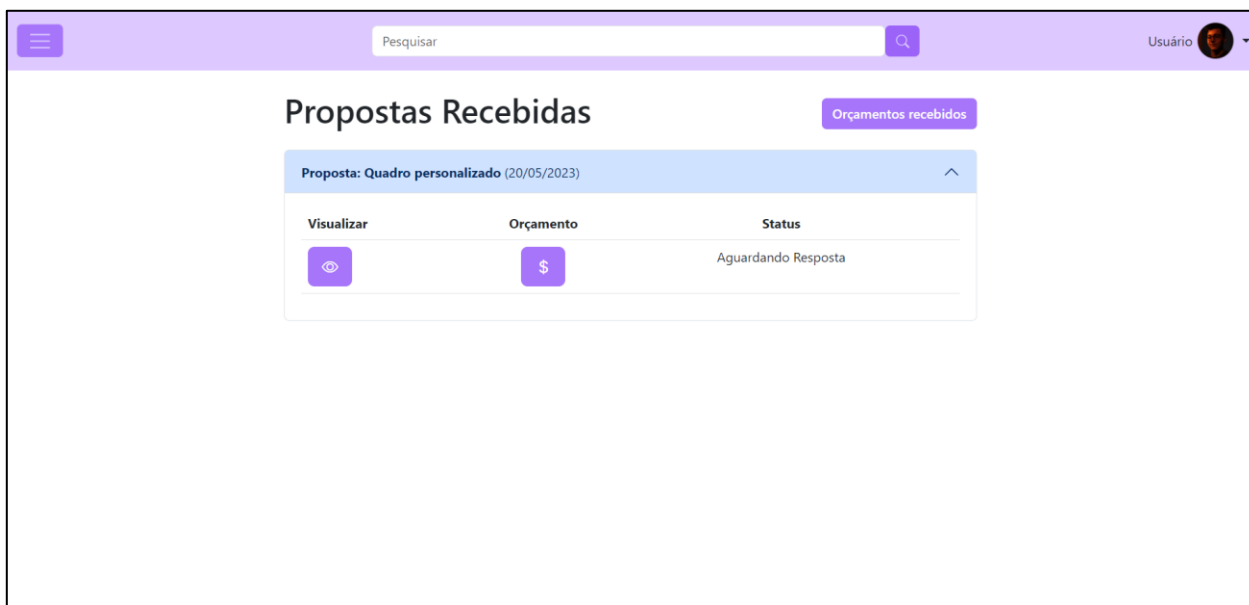 Pesquisar
Usuário
Propostas Recebidas
Orçamentos recebidos
Proposta: Quadro personalizado (20/05/2023)
Visualizar Orçamento Status
$ Aguardando Resposta